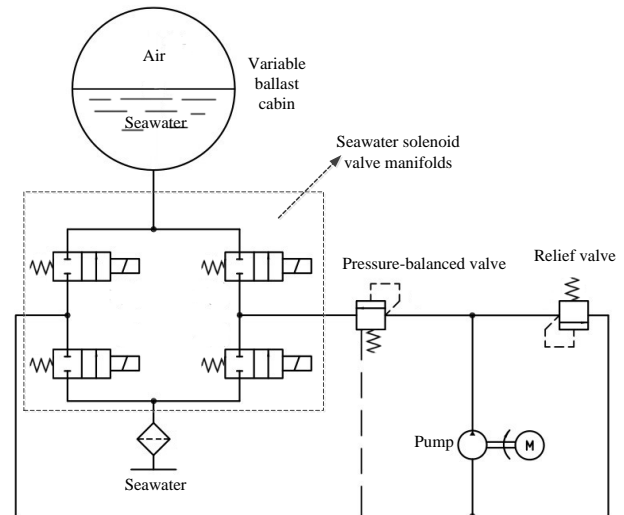 Air
Variable
ballast
cabin
Seawater
Seawater solenoid
valve manifolds
Pressure-balanced valve
Relief valve
Pump
M
Seawater